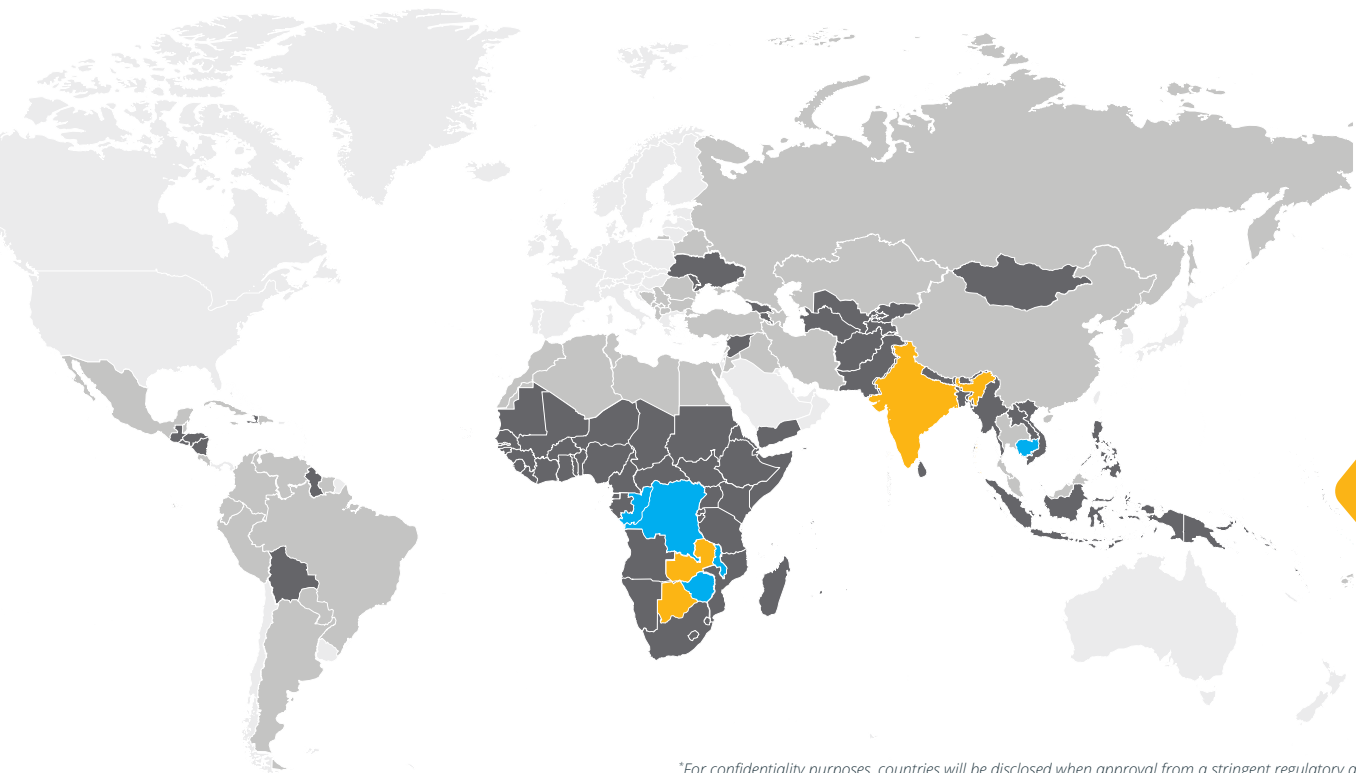 *For confidentiality purposes, countries will be disclosed when approval from a stringent regulatory